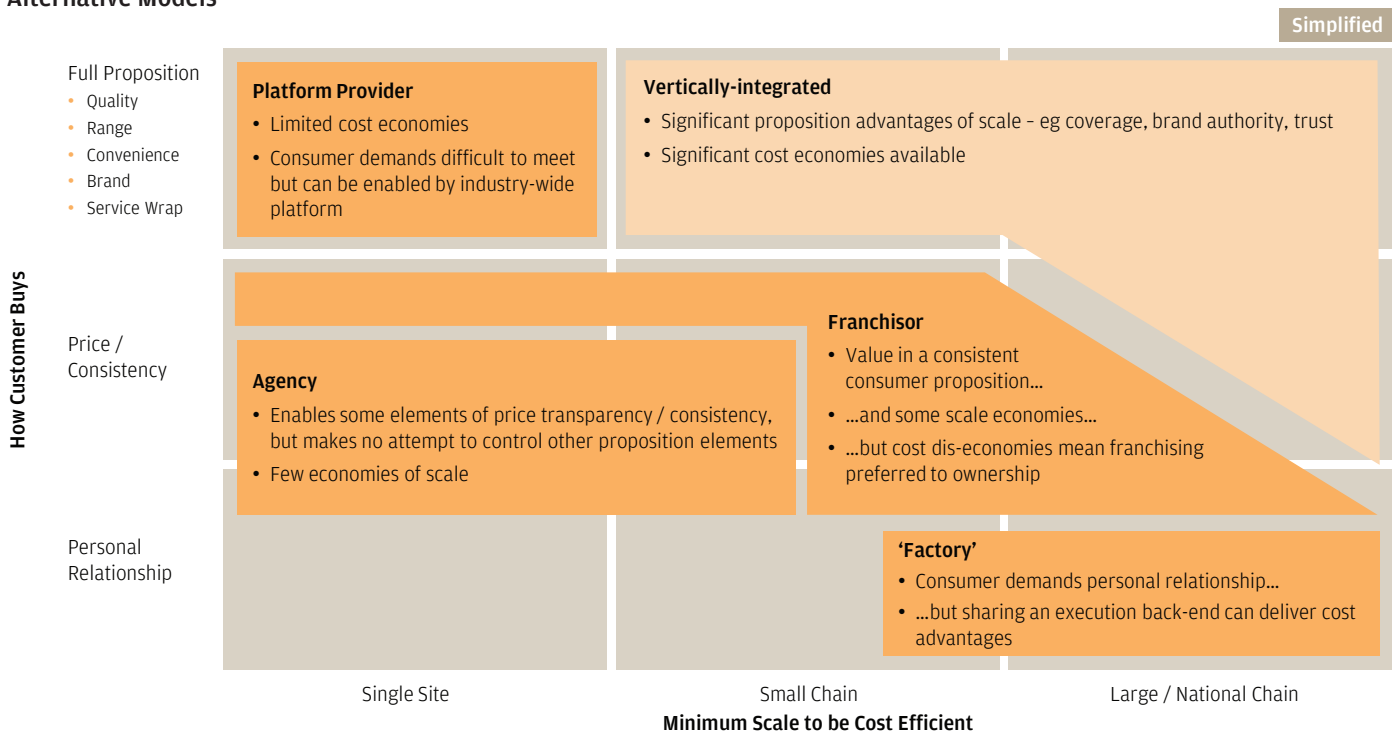 Alternative Models
Simplified
Full Proposition
• Quality
• Range
• Convenience
• Brand
• Service Wrap
Platform Provider
• Limited cost economies
• Consumer demands difficult to meet
but can be enabled by industry-wide
platform
Vertically-integrated
• Significant proposition advantages of scale – eg coverage, brand authority, trust
• Significant cost economies available
How Customer Buys
Price /
Consistency
Agency
• Enables some elements of price transparency / consistency,
but makes no attempt to control other proposition elements
• Few economies of scale
Franchisor
• Value in a consistent
consumer proposition...
• ...and some scale economies...
• ...but cost dis-economies mean franchising
preferred to ownership
Personal
Relationship
‘Factory’
• Consumer demands personal relationship...
• ...but sharing an execution back-end can deliver cost
advantages
Single Site
Small Chain
Large / National Chain
Minimum Scale to be Cost Efficient